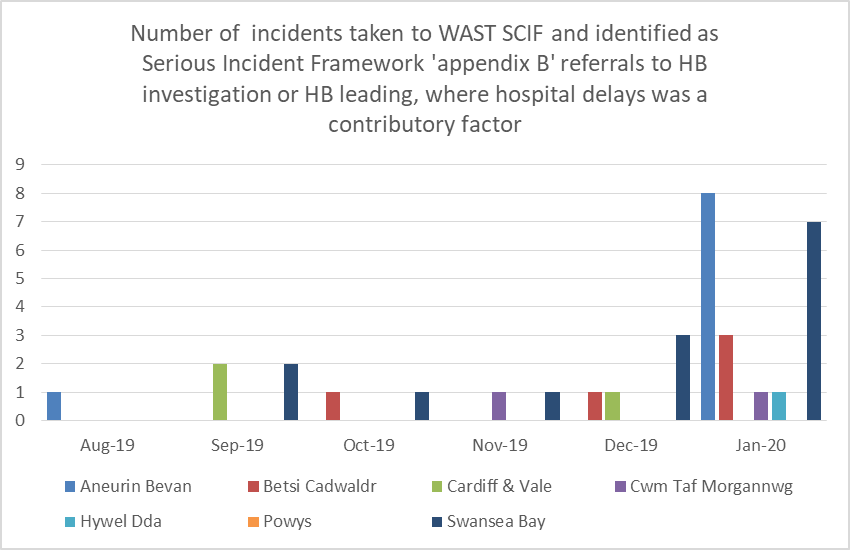 Number of  incidents taken to WAST SCIF and identified as
Serious Incident Framework 'appendix B' referrals to HB
investigation or HB leading, where hospital delays was a
contributory factor
9
8
7
6
5
4
3
2
1
0
Aug-19 Sep-19 Oct-19 Nov-19 Dec-19 Jan-20
Aneurin Bevan Betsi Cadwaldr Cardiff & Vale Cwm Taf Morgannwg
Hywel Dda Powys Swansea Bay